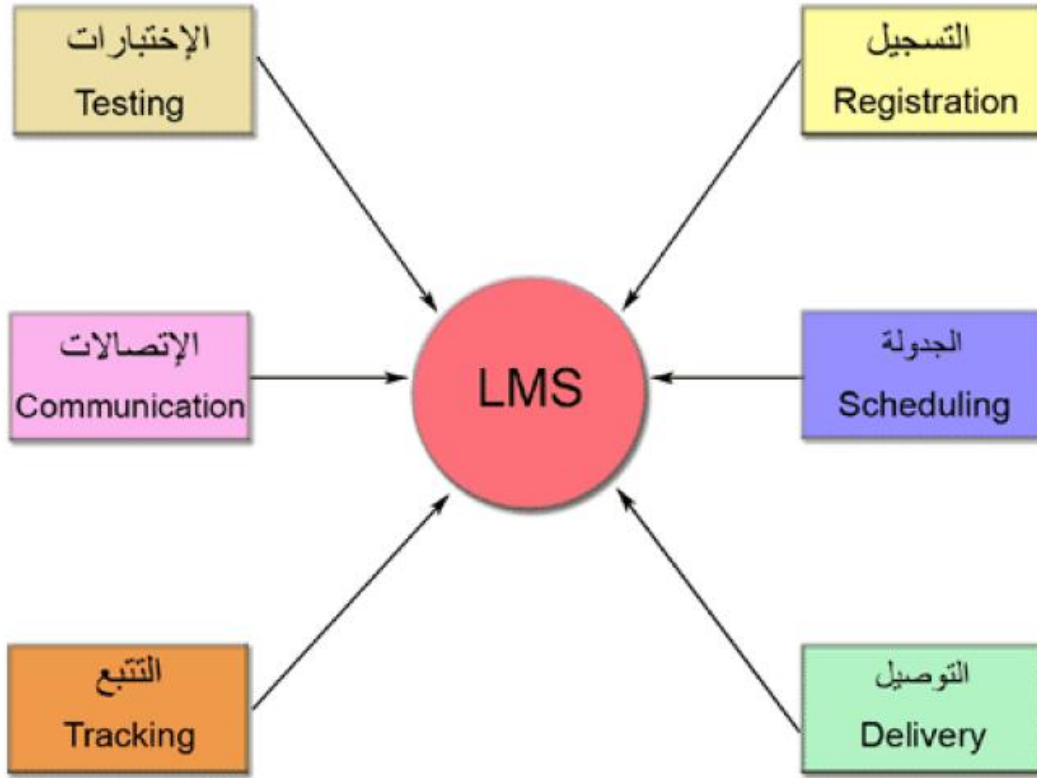 الإختبارات
Testing
التسجيل
Registration
الإتصالات
Communication
LMS
الجدولة
Scheduling
التتبع
Tracking
التوصيل
Delivery